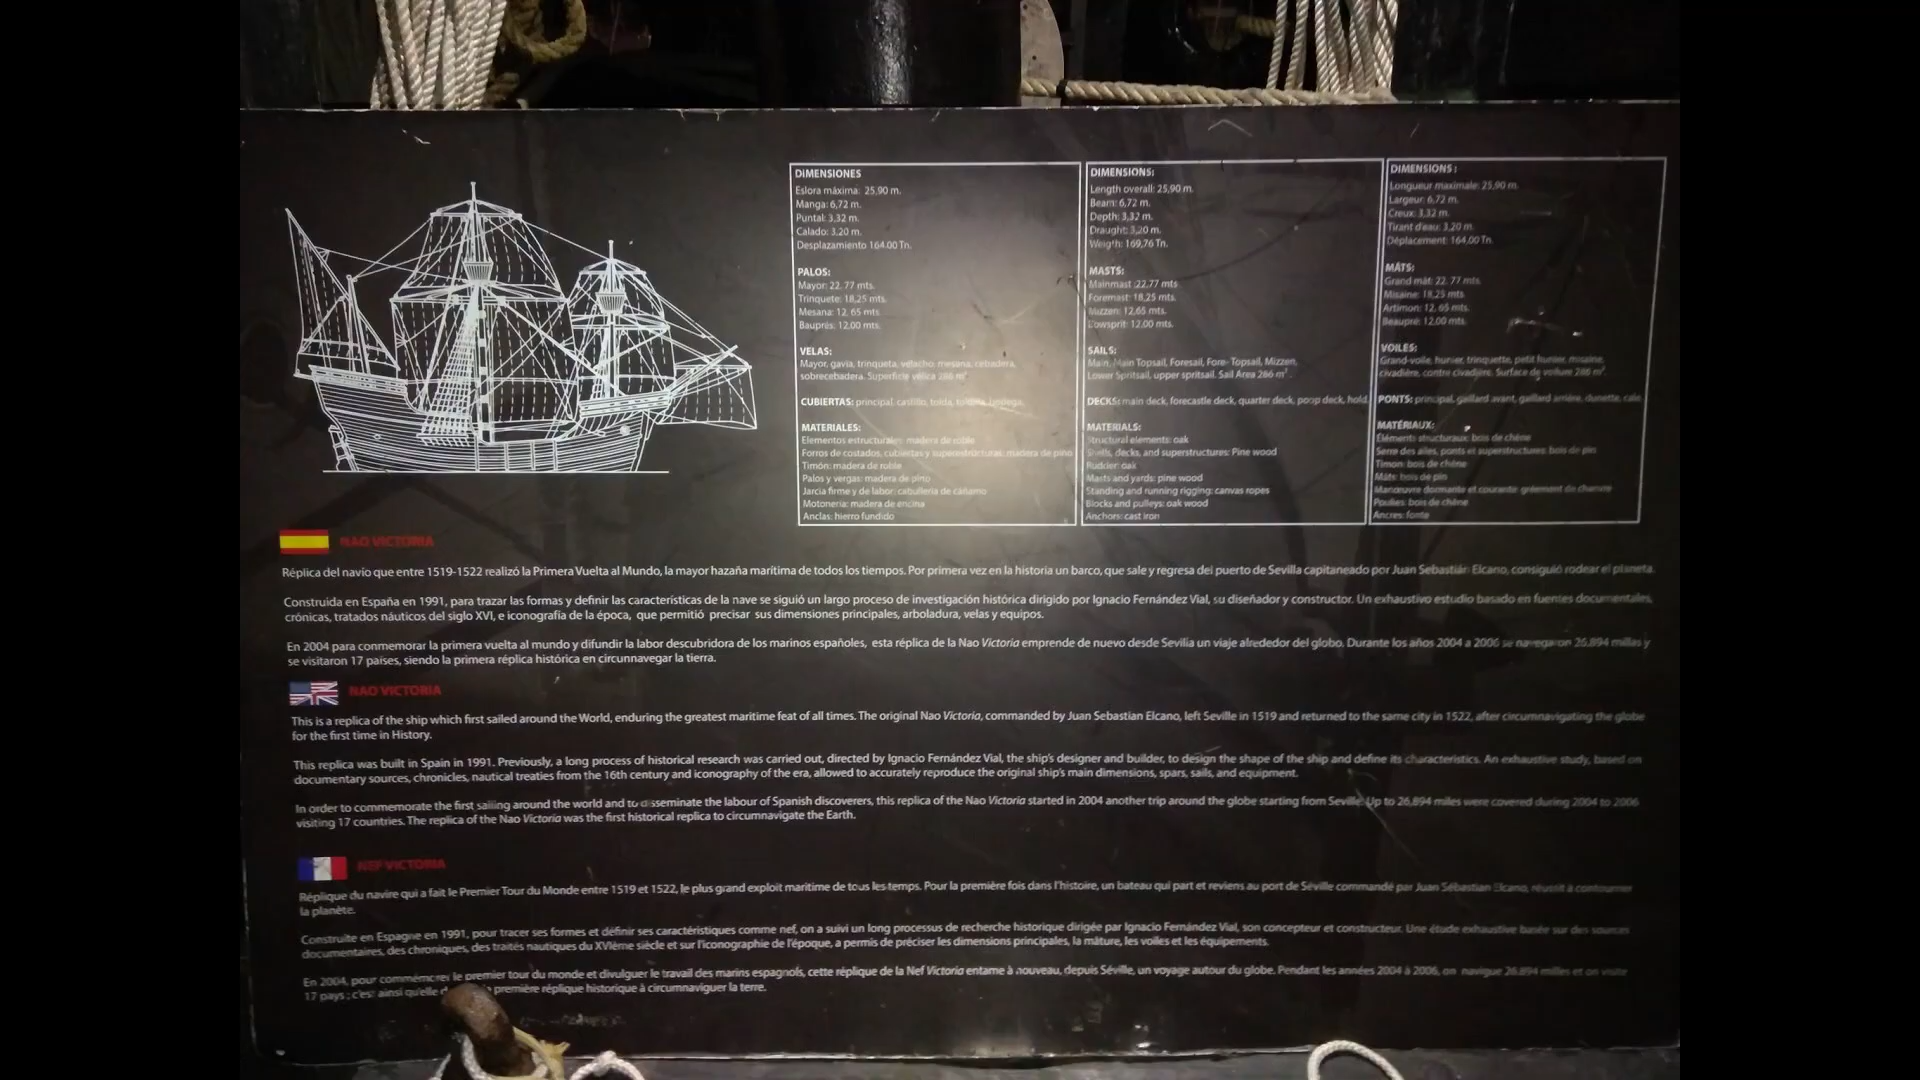 DIMENSIONES
Eslora máxima: 25,90 m.
Manga: 6,72 m.
Puntal: 3,32 m.
Calado: 3,20 m.
Desplazamiento 164.00 Tn.
PALOS:
Mayor: 22. 77 mts.
Trinquete: 18,25 mts.
Mesana: 12, 65 mts.
Bauprés: 12,00 mts.
VELAS:
Mayor, gavia, trinqueta, velacho, mesana, cebadera,
sobrecebadera. Superficie vélica 286 m².
CUBIERTAS: principal, castillo, tolda, toldilla, bodega.
MATERIALES:
Elementos estructurales: madera de roble
Forros de costados, cubiertas y superestructuras: madera de pino
Timón: madera de roble
Palos y vergas: madera de pino
Jarcia firme y de labor: cabullería de cáñamo
Motonería: madera de encina
Anclas: hierro fundido
DIMENSIONS:
Length overall: 25,90 m.
Beam: 6,72 m.
Depth: 3,32 m.
Draught: 3,20 m.
Weigth: 169,76 Tn.
MASTS:
Mainmast :22,77 mts
Foremast: 18,25 mts.
Mizzen: 12,65 mts.
Bowsprit: 12.00 mts.
SAILS:
Main, Main Topsail, Foresail, Fore- Topsail, Mizzen,
Lower Spritsail, upper spritsail. Sail Area 286 m².
DECKS: main deck, forecastle deck, quarter deck, poop deck, hold
MATERIALS:
Structural elements: oak
Shells, decks, and superstructures: Pine wood
Rudder: oak
Masts and yards: pine wood
Standing and running rigging: canvas ropes
Blocks and pulleys: oak wood
Anchors: cast iron
DIMENSIONS :
Longueur maximale: 25,90 m.
Largeur: 6,72 m.
Creux: 3,32 m.
Tirant d'eau: 3,20 m.
Déplacement: 164,00 Tn.
MÂTS:
Grand mât: 22. 77 mts.
Misaine: 18,25 mts.
Artimon: 12, 65 mts.
Beaupré: 12.00 mts.
VOILES:
Grand-voile, hunier, trinquette, petit hunier, misaine,
civadière, contre civadière. Surface de voilure 286 m².
PONTS: principal, gaillard avant, gaillard arrière, dunette, cale
MATÉRIAUX:
Éléments structuraux: bois de chêne
Serre des ailes, ponts et superstructures: bois de pin
Timon: bois de chêne
Mâts: bois de pin
Manœuvre dormante et courante: gréement de chanvre
Poulies: bois de chêne
Ancres: fonte
NAO VICTORIA
Réplica del navío que entre 1519-1522 realizó la Primera Vuelta al Mundo, la mayor hazaña marítima de todos los tiempos. Por primera vez en la historia un barco, que sale y regresa del puerto de Sevilla capitaneado por Juan Sebastián Elcano, consiguió rodear el planeta.
Construida en España en 1991, para trazar las formas y definir las características de la nave se siguió un largo proceso de investigación histórica dirigido por Ignacio Fernández Vial, su diseñador y constructor. Un exhaustivo estudio basado en fuentes documentales,
crónicas, tratados náuticos del siglo XVI, e iconografía de la época, que permitió precisar sus dimensiones principales, arboladura, velas y equipos.
En 2004 para conmemorar la primera vuelta al mundo y difundir la labor descubridora de los marinos españoles, esta réplica de la Nao Victoria emprende de nuevo desde Sevilla un viaje alrededor del globo. Durante los años 2004 a 2006 se navegaron 26.894 millas y
se visitaron 17 países, siendo la primera réplica histórica en circunnavegar la tierra.
NAO VICTORIA
This is a replica of the ship which first sailed around the World, enduring the greatest maritime feat of all times. The original Nao Victoria, commanded by Juan Sebastian Elcano, left Seville in 1519 and returned to the same city in 1522, after circumnavigating the globe
for the first time in History.
This replica was built in Spain in 1991. Previously, a long process of historical research was carried out, directed by Ignacio Fernández Vial, the ship's designer and builder, to design the shape of the ship and define its characteristics. An exhaustive study, based on
documentary sources, chronicles, nautical treaties from the 16th century and iconography of the era, allowed to accurately reproduce the original ship's main dimensions, spars, sails, and equipment.
In order to commemorate the first sailing around the world and to disseminate the labour of Spanish discoverers, this replica of the Nao Victoria started in 2004 another trip around the globe starting from Seville. Up to 26,894 miles were covered during 2004 to 2006
visiting 17 countries. The replica of the Nao Victoria was the first historical replica to circumnavigate the Earth.
NEF VICTORIA
Réplique du navire qui a fait le Premier Tour du Monde entre 1519 et 1522, le plus grand exploit maritime de tous les temps. Pour la première fois dans l'histoire, un bateau qui part et reviens au port de Séville commandé par Juan Sébastian Elcano, réussit à contourner
la planète.
Construite en Espagne en 1991, pour tracer ses formes et définir ses caractéristiques comme nef, on a suivi un long processus de recherche historique dirigée par Ignacio Fernández Vial, son concepteur et constructeur. Une étude exhaustive basée sur des sources
documentaires, des chroniques, des traités nautiques du XVIème siècle et sur l'iconographie de l'époque, a permis de préciser les dimensions principales, la mâture, les voiles et les équipements.
En 2004, pour commémorer le premier tour du monde et divulguer le travail des marins espagnols, cette réplique de la Nef Victoria entame à nouveau, depuis Séville, un voyage autour du globe. Pendant les années 2004 à 2006, on navigue 26.894 milles et on visite
17 pays ; c'est ainsi qu'elle première réplique historique à circumnaviguer la terre.